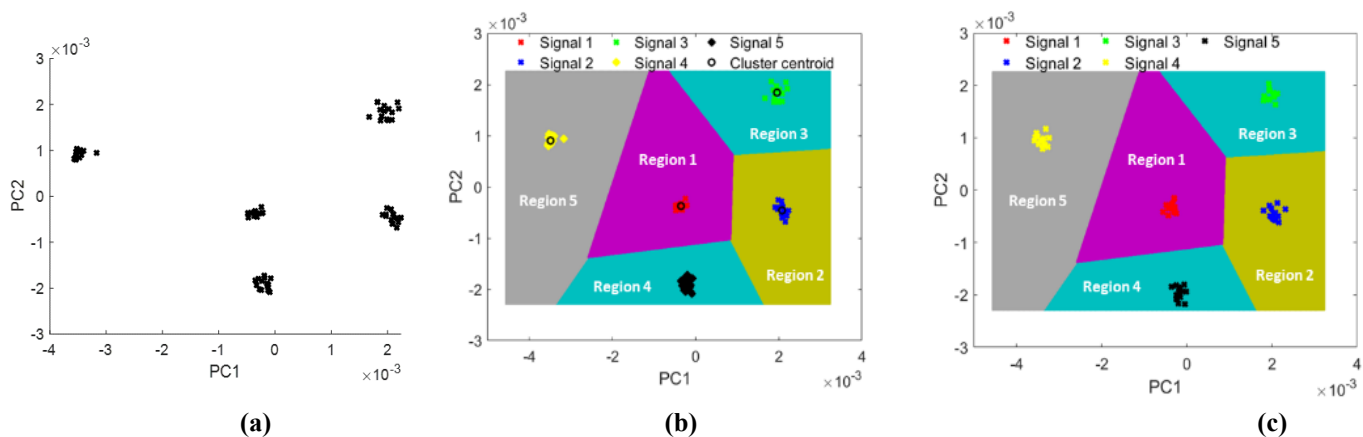 ×10⁻³
3
2
1
0
-1
-2
-3
PC2
-4
-3
-2
-1
0
1
2
PC1
×10⁻³
(a)
×10⁻³
Signal 1
Signal 3
Signal 5
Signal 2
Signal 4
Cluster centroid
3
2
1
0
-1
-2
-3
PC2
Region 3
Region 1
Region 5
Region 2
Region 4
-4
-2
0
2
4
PC1
×10⁻³
(b)
×10⁻³
Signal 1
Signal 3
Signal 5
Signal 2
Signal 4
3
2
1
0
-1
-2
-3
PC2
Region 3
Region 1
Region 5
Region 2
Region 4
-4
-2
0
2
4
PC1
×10⁻³
(c)